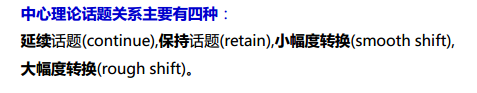 中心理论话题关系主要有四种：
延续话题(continue),保持话题(retain),小幅度转换(smooth shift),
大幅度转换(rough shift)。